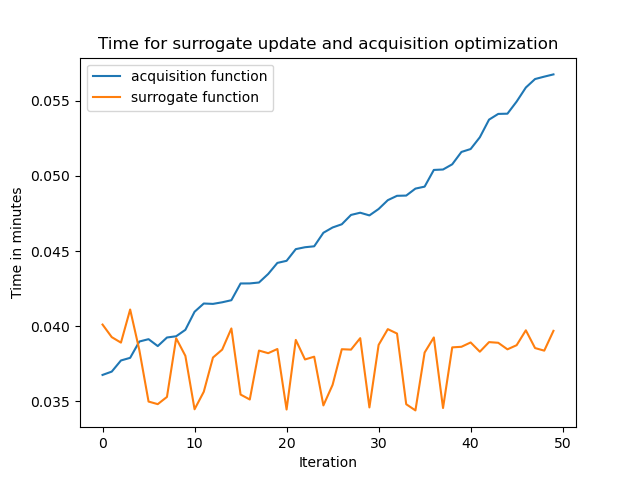 Time for surrogate update and acquisition optimization
acquisition function
surrogate function
0.055
0.050
0.045
0.040
0.035
Time in minutes
0 10 20 30 40 50
Iteration